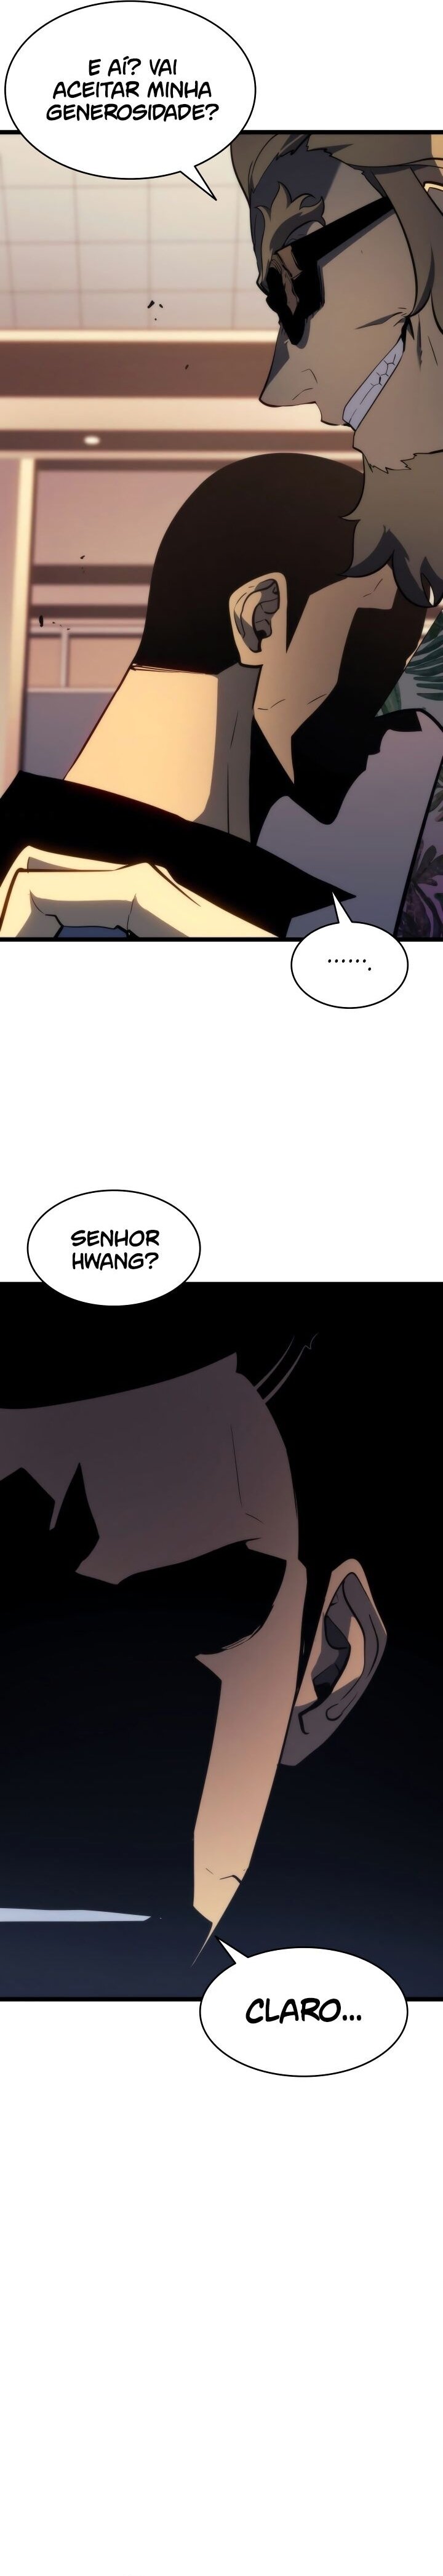 E AÍ? VAI
ACEITAR MINHA
GENEROSIDADE?
.......
SENHOR
HWANG?
CLARO...